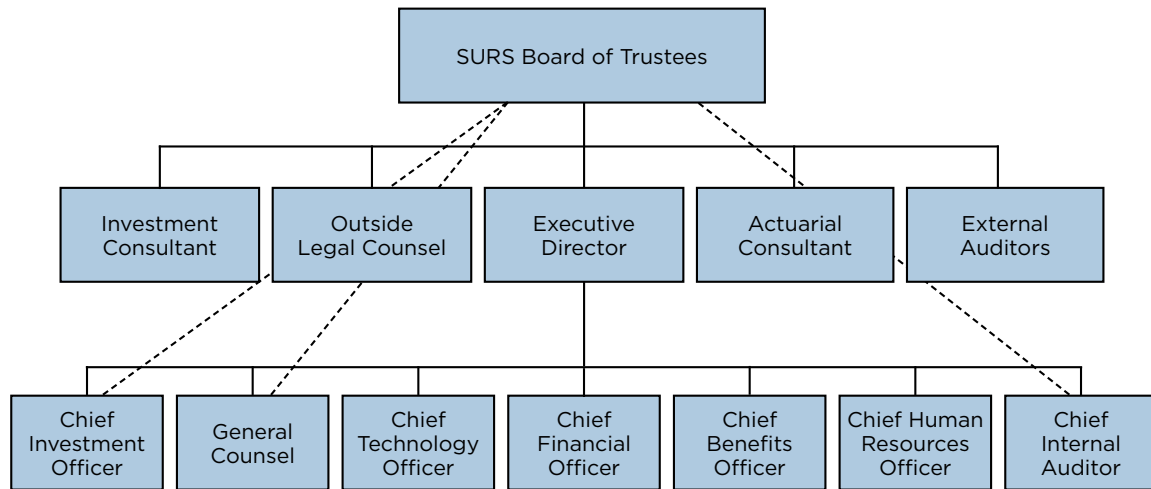 SURS Board of Trustees
Investment
Consultant
Outside
Legal Counsel
Executive
Director
Actuarial
Consultant
External
Auditors
Chief
Investment
Officer
General
Counsel
Chief
Technology
Officer
Chief
Financial
Officer
Chief
Benefits
Officer
Chief Human
Resources
Officer
Chief
Internal
Auditor